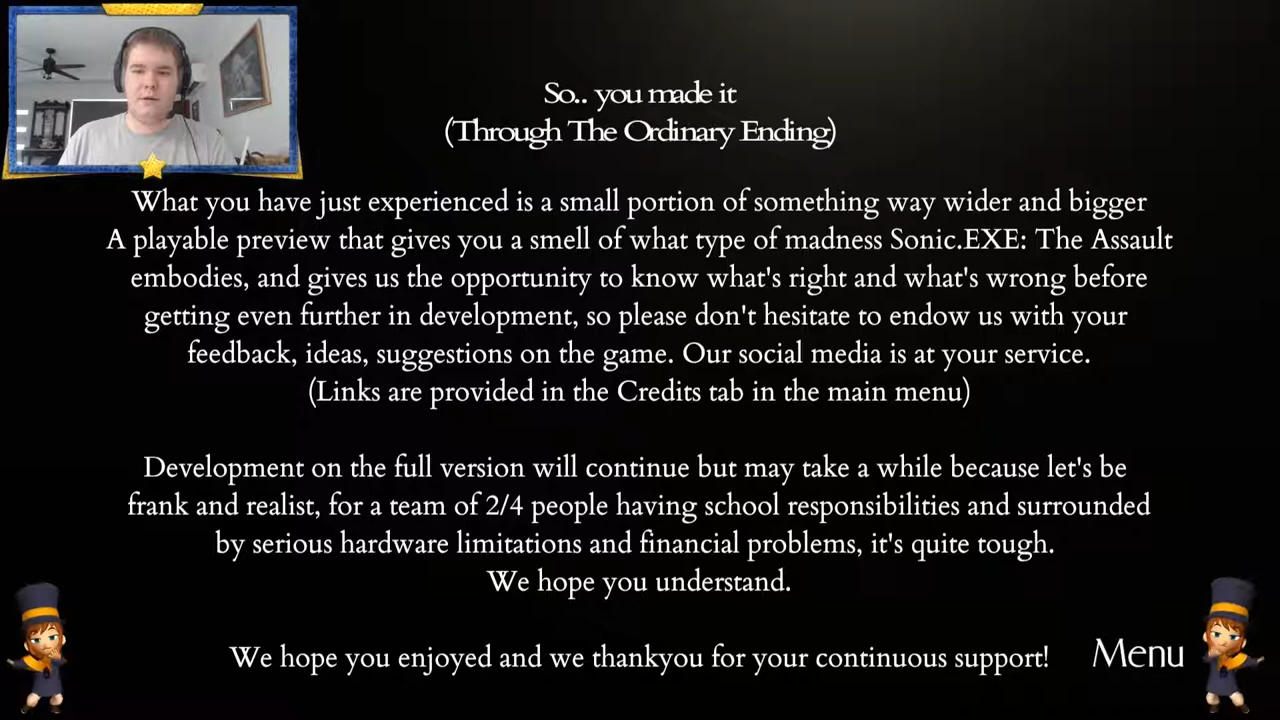 So.. you made it
(Through The Ordinary Ending)
What you have just experienced is a small portion of something way wider and bigger
A playable preview that gives you a smell of what type of madness Sonic.EXE: The Assault
embodies, and gives us the opportunity to know what's right and what's wrong before
getting even further in development, so please don't hesitate to endow us with your
feedback, ideas, suggestions on the game. Our social media is at your service.
(Links are provided in the Credits tab in the main menu)
Development on the full version will continue but may take a while because let's be
frank and realist, for a team of 2/4 people having school responsibilities and surrounded
by serious hardware limitations and financial problems, it's quite tough.
We hope you understand.
We hope you enjoyed and we thankyou for your continuous support!
Menu